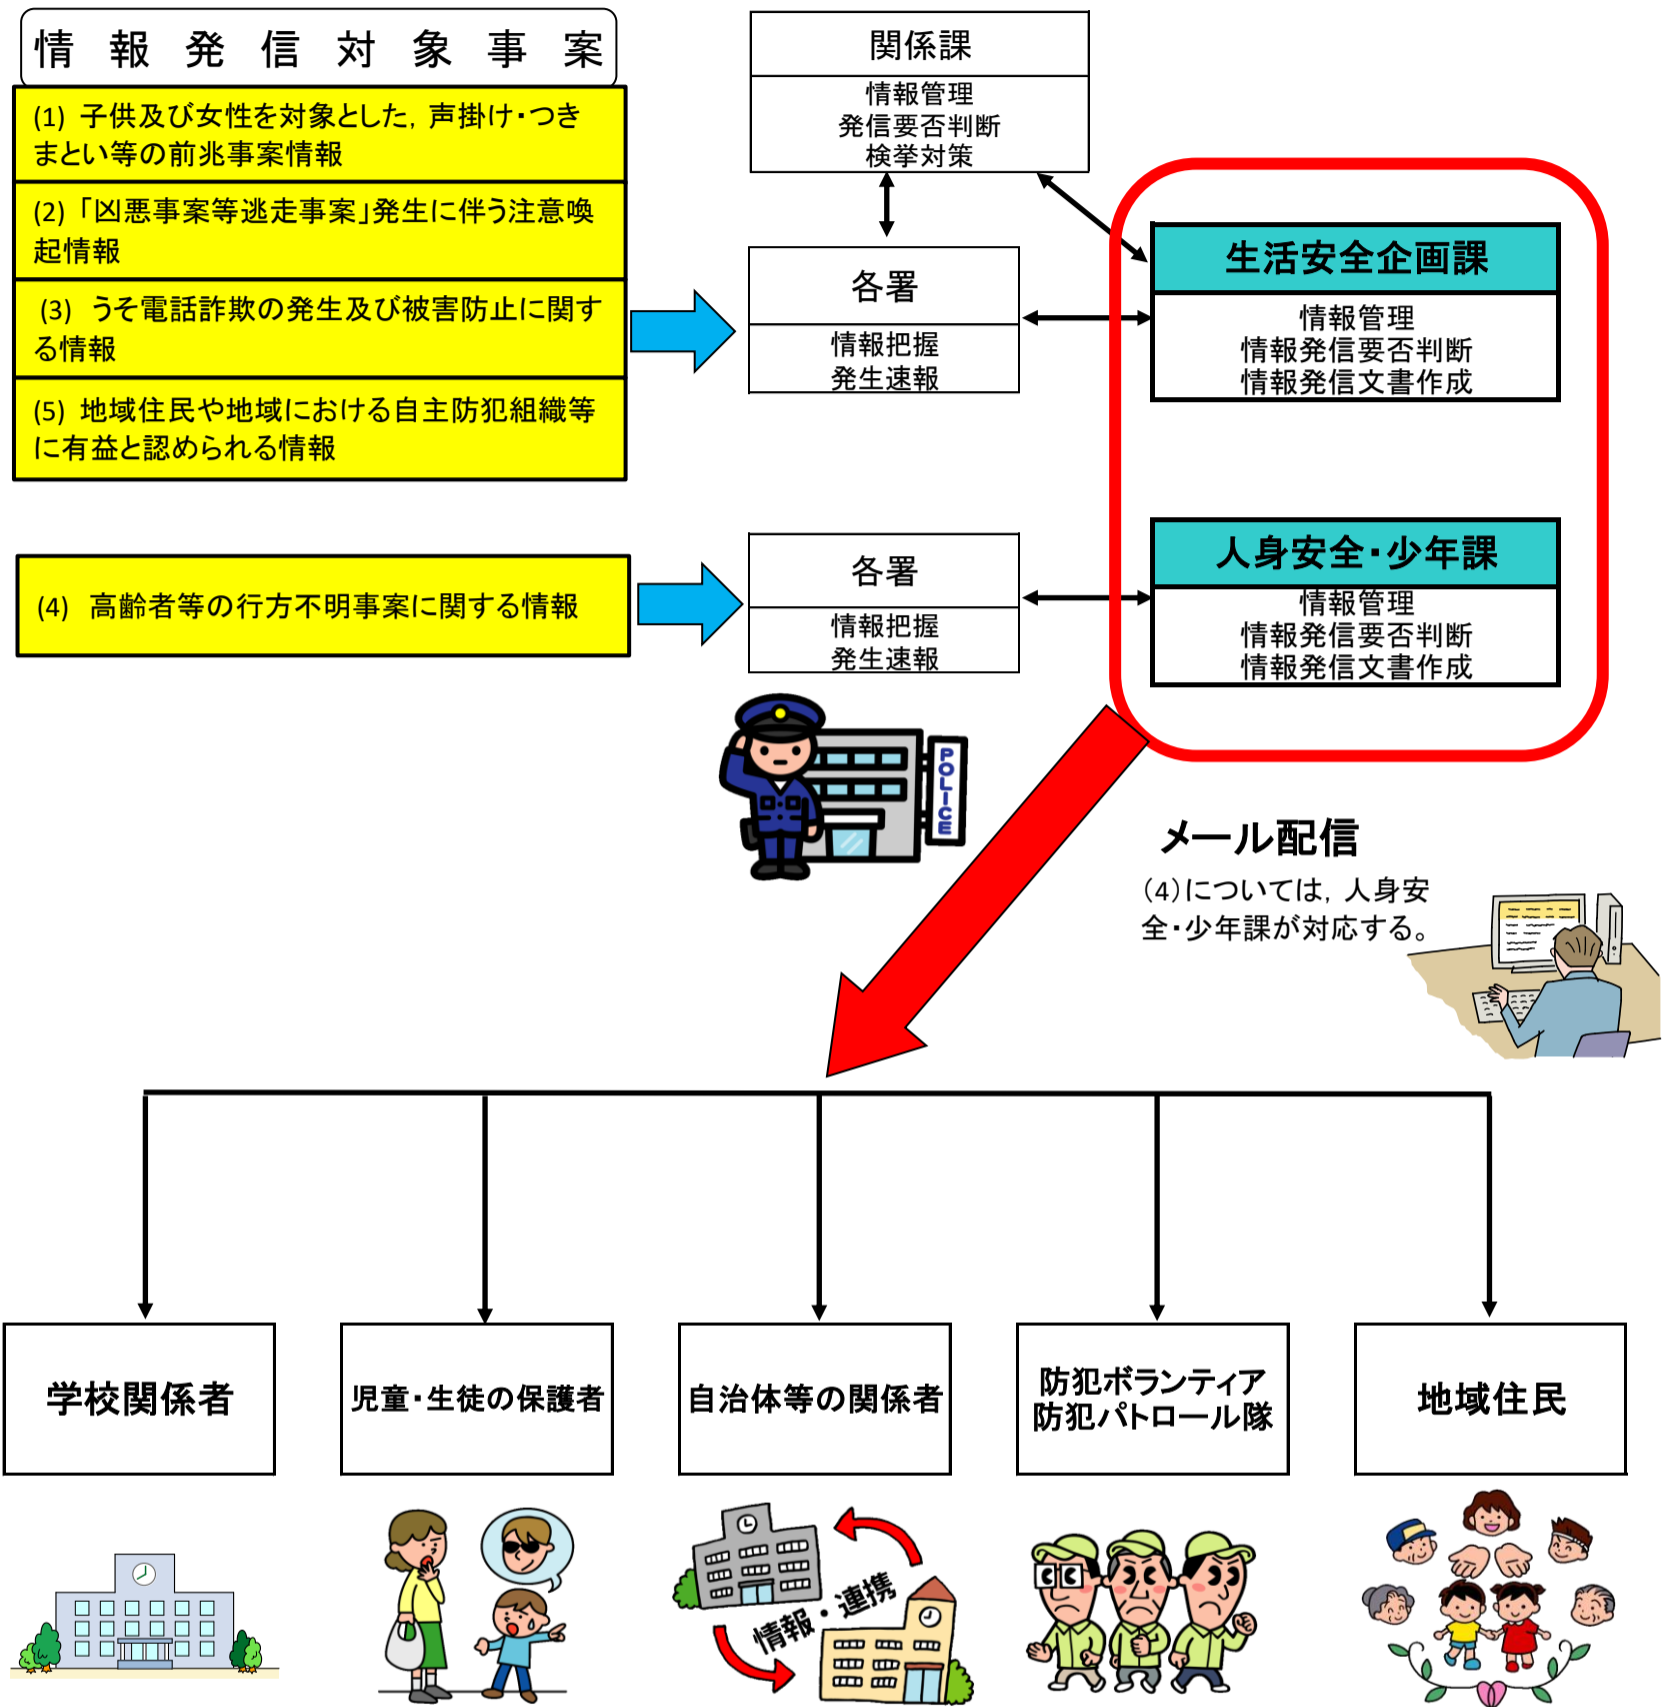 情報発信対象事案
(1) 子供及び女性を対象とした，声掛け・つき
まとい等の前兆事案情報
(2) 「凶悪事案等逃走事案」発生に伴う注意喚
起情報
(3) うそ電話詐欺の発生及び被害防止に関す
る情報
(5) 地域住民や地域における自主防犯組織等
に有益と認められる情報
(4) 高齢者等の行方不明事案に関する情報
関係課
情報管理
発信要否判断
検挙対策
各署
情報把握
発生速報
生活安全企画課
情報管理
情報発信要否判断
情報発信文書作成
各署
情報把握
発生速報
人身安全・少年課
情報管理
情報発信要否判断
情報発信文書作成
POLICE
メール配信
（4）については，人身安
全・少年課が対応する。
学校関係者
児童・生徒の保護者
自治体等の関係者
防犯ボランティア
防犯パトロール隊
地域住民
情報・連携